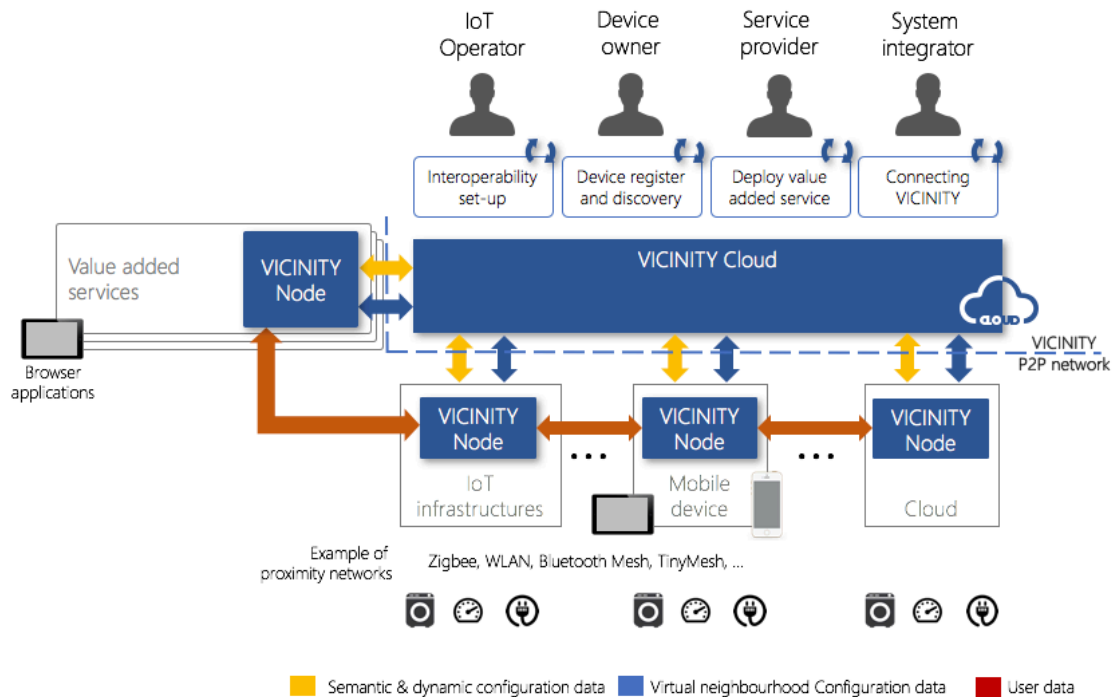 IoT
Operator
Device
owner
Service
provider
System
integrator
Interoperability
set-up
Device register
and discovery
Deploy value
added service
Connecting
VICINITY
Value added
services
VICINITY
Node
VICINITY Cloud
CLOUD
VICINITY
P2P network
Browser
applications
VICINITY
Node
VICINITY
Node
VICINITY
Node
...
...
IoT
infrastructures
Mobile
device
Cloud
Example of
proximity networks
Zigbee, WLAN, Bluetooth Mesh, TinyMesh, ...
Semantic & dynamic configuration data
Virtual neighbourhood Configuration data
User data